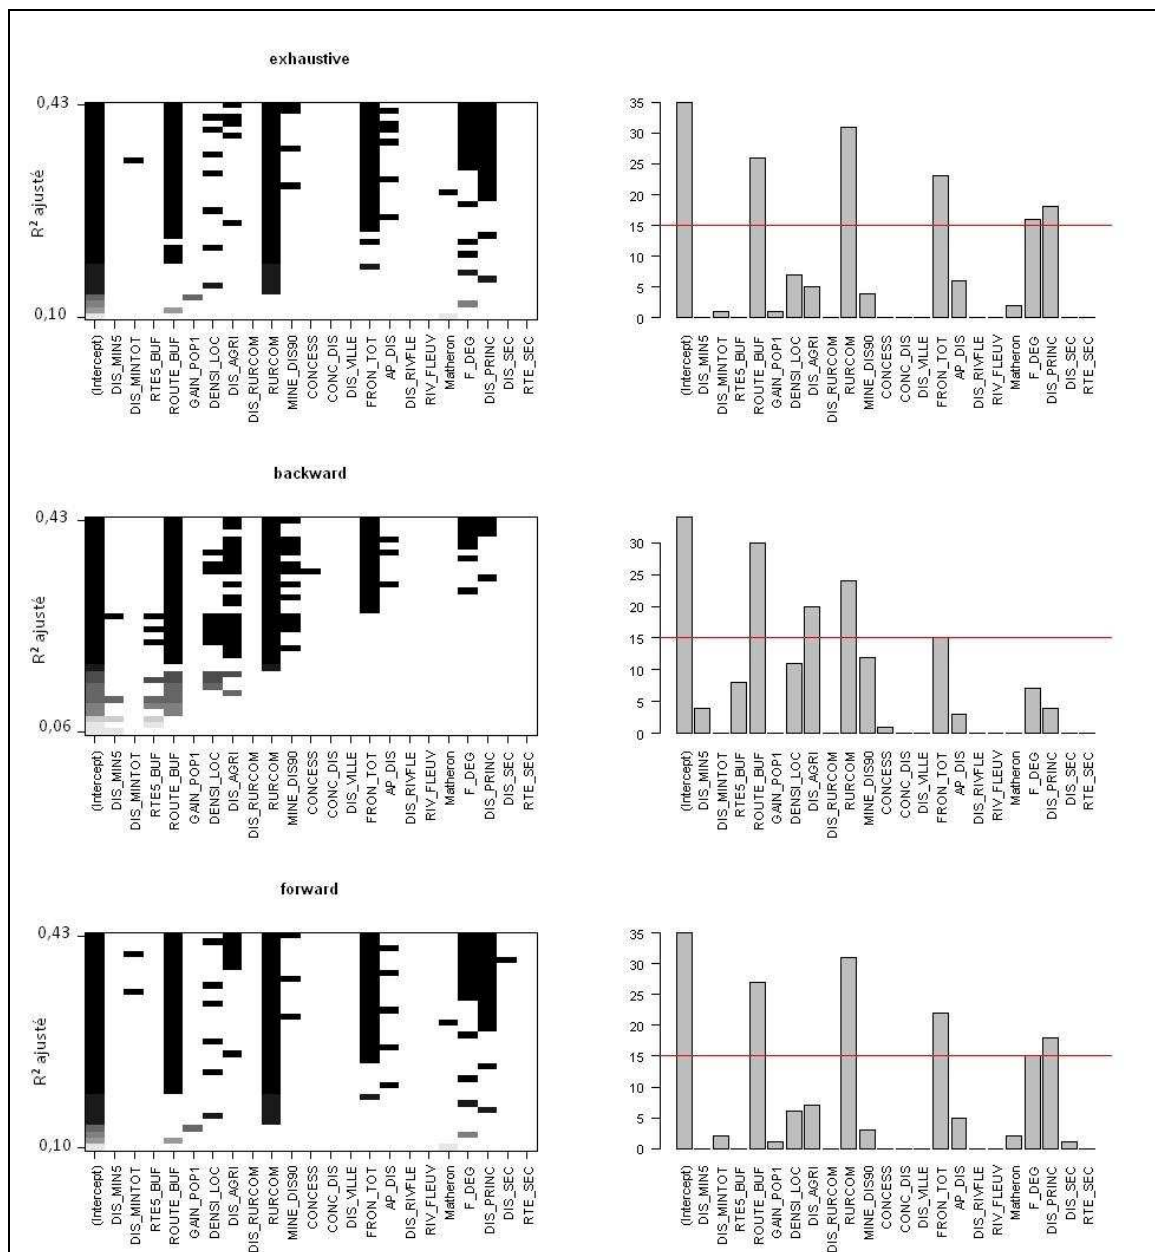 exhaustive
0,43
R² ajusté
0,10
(Intercept)
DIS_MIN5
DIS_MINTOT
RTE5_BUF
ROUTE_BUF
GAIN_POP1
DENSI_LOC
DIS_AGRI
DIS_RURCOM
RURCOM
MINE_DIS90
CONCESS
CONC_DIS
DIS_VILLE
FRON_TOT
AP_DIS
DIS_RIVFLE
RIV_FLEUV
Matheron
F_DEG
DIS_PRINC
DIS_SEC
RTE_SEC
35
30
25
20
15
10
5
0
(Intercept)
DIS_MIN5
DIS_MINTOT
RTE5_BUF
ROUTE_BUF
GAIN_POP1
DENSI_LOC
DIS_AGRI
DIS_RURCOM
RURCOM
MINE_DIS90
CONCESS
CONC_DIS
DIS_VILLE
FRON_TOT
AP_DIS
DIS_RIVFLE
RIV_FLEUV
Matheron
F_DEG
DIS_PRINC
DIS_SEC
RTE_SEC
backward
0,43
R² ajusté
0,06
(Intercept)
DIS_MIN5
DIS_MINTOT
RTE5_BUF
ROUTE_BUF
GAIN_POP1
DENSI_LOC
DIS_AGRI
DIS_RURCOM
RURCOM
MINE_DIS90
CONCESS
CONC_DIS
DIS_VILLE
FRON_TOT
AP_DIS
DIS_RIVFLE
RIV_FLEUV
Matheron
F_DEG
DIS_PRINC
DIS_SEC
RTE_SEC
30
25
20
15
10
5
0
(Intercept)
DIS_MIN5
DIS_MINTOT
RTE5_BUF
ROUTE_BUF
GAIN_POP1
DENSI_LOC
DIS_AGRI
DIS_RURCOM
RURCOM
MINE_DIS90
CONCESS
CONC_DIS
DIS_VILLE
FRON_TOT
AP_DIS
DIS_RIVFLE
RIV_FLEUV
Matheron
F_DEG
DIS_PRINC
DIS_SEC
RTE_SEC
forward
0,43
R² ajusté
0,10
(Intercept)
DIS_MIN5
DIS_MINTOT
RTE5_BUF
ROUTE_BUF
GAIN_POP1
DENSI_LOC
DIS_AGRI
DIS_RURCOM
RURCOM
MINE_DIS90
CONCESS
CONC_DIS
DIS_VILLE
FRON_TOT
AP_DIS
DIS_RIVFLE
RIV_FLEUV
Matheron
F_DEG
DIS_PRINC
DIS_SEC
RTE_SEC
35
30
25
20
15
10
5
0
(Intercept)
DIS_MIN5
DIS_MINTOT
RTE5_BUF
ROUTE_BUF
GAIN_POP1
DENSI_LOC
DIS_AGRI
DIS_RURCOM
RURCOM
MINE_DIS90
CONCESS
CONC_DIS
DIS_VILLE
FRON_TOT
AP_DIS
DIS_RIVFLE
RIV_FLEUV
Matheron
F_DEG
DIS_PRINC
DIS_SEC
RTE_SEC